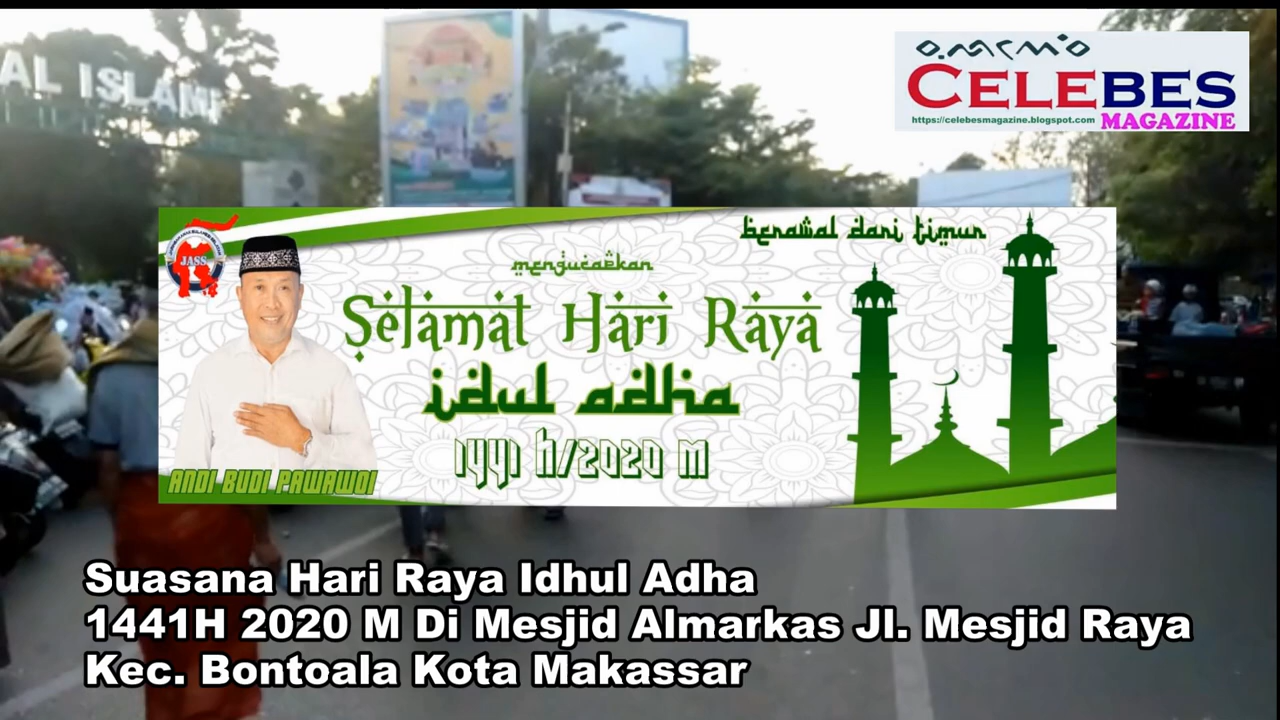 AL ISLAMI
CELEBES
https://celebesmagazine.blogspot.com
MAGAZINE
berawal dari timur
JASS
mengucapkan
Selamat Hari Raya
idul adha
1441 h/2020 M
ANDI BUDI PAWAWOI
Suasana Hari Raya Idhul Adha
1441H 2020 M Di Mesjid Almarkas Jl. Mesjid Raya
Kec. Bontoala Kota Makassar